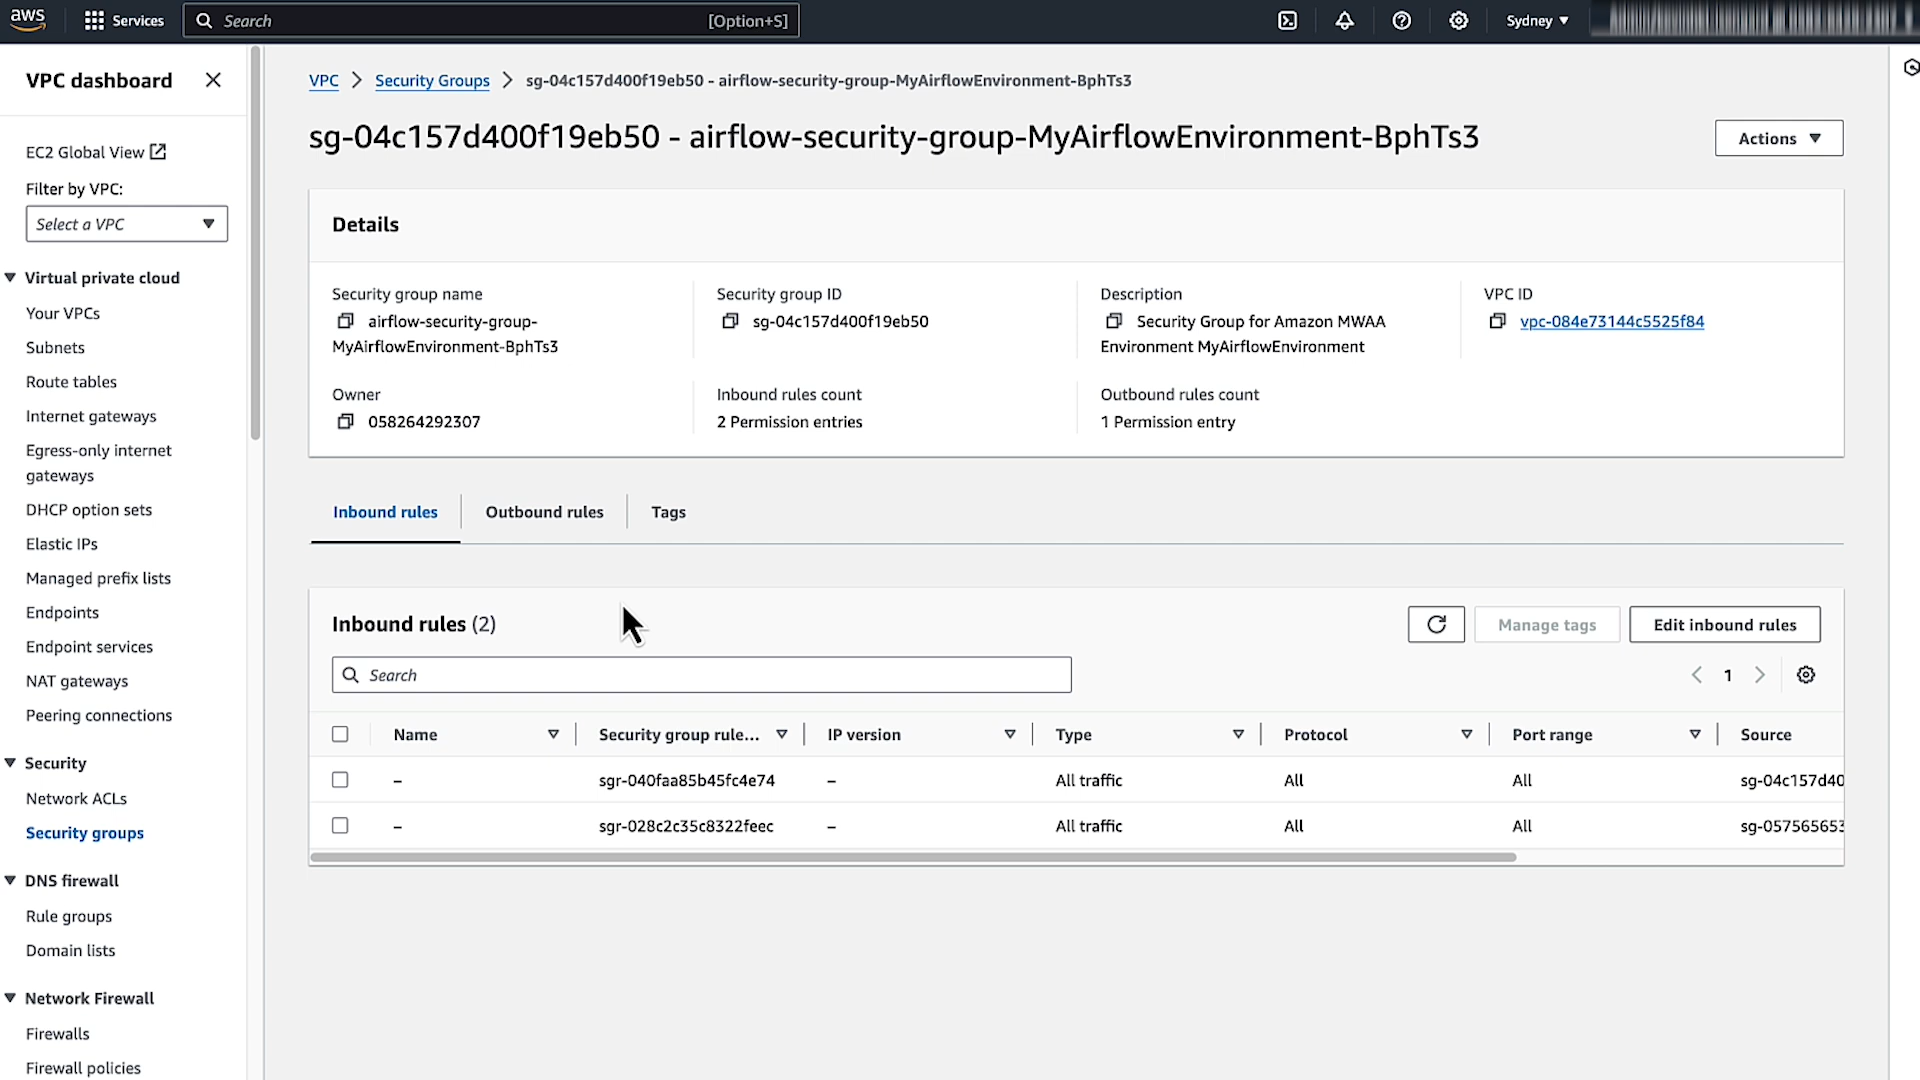 aws
Services
Search
[Option+S]
Sydney
VPC dashboard
EC2 Global View
Filter by VPC:
Select a VPC
Virtual private cloud
Your VPCs
Subnets
Route tables
Internet gateways
Egress-only internet
gateways
DHCP option sets
Elastic IPs
Managed prefix lists
Endpoints
Endpoint services
NAT gateways
Peering connections
Security
Network ACLs
Security groups
DNS firewall
Rule groups
Domain lists
Network Firewall
Firewalls
Firewall policies
VPC > Security Groups > sg-04c157d400f19eb50 - airflow-security-group-MyAirflowEnvironment-BphTs3
sg-04c157d400f19eb50 - airflow-security-group-MyAirflowEnvironment-BphTs3
Actions
Details
Security group name
airflow-security-group-
MyAirflowEnvironment-BphTs3
Security group ID
sg-04c157d400f19eb50
Description
Security Group for Amazon MWAA
Environment MyAirflowEnvironment
VPC ID
vpc-084e73144c5525f84
Owner
058264292307
Inbound rules count
2 Permission entries
Outbound rules count
1 Permission entry
Inbound rules
Outbound rules
Tags
Inbound rules (2)
Manage tags
Edit inbound rules
Search
1
Name Security group rule... IP version Type Protocol Port range Source
– sgr-040faa85b45fc4e74 – All traffic All All sg-04c157d40
– sgr-028c2c35c8322feec – All traffic All All sg-057565653